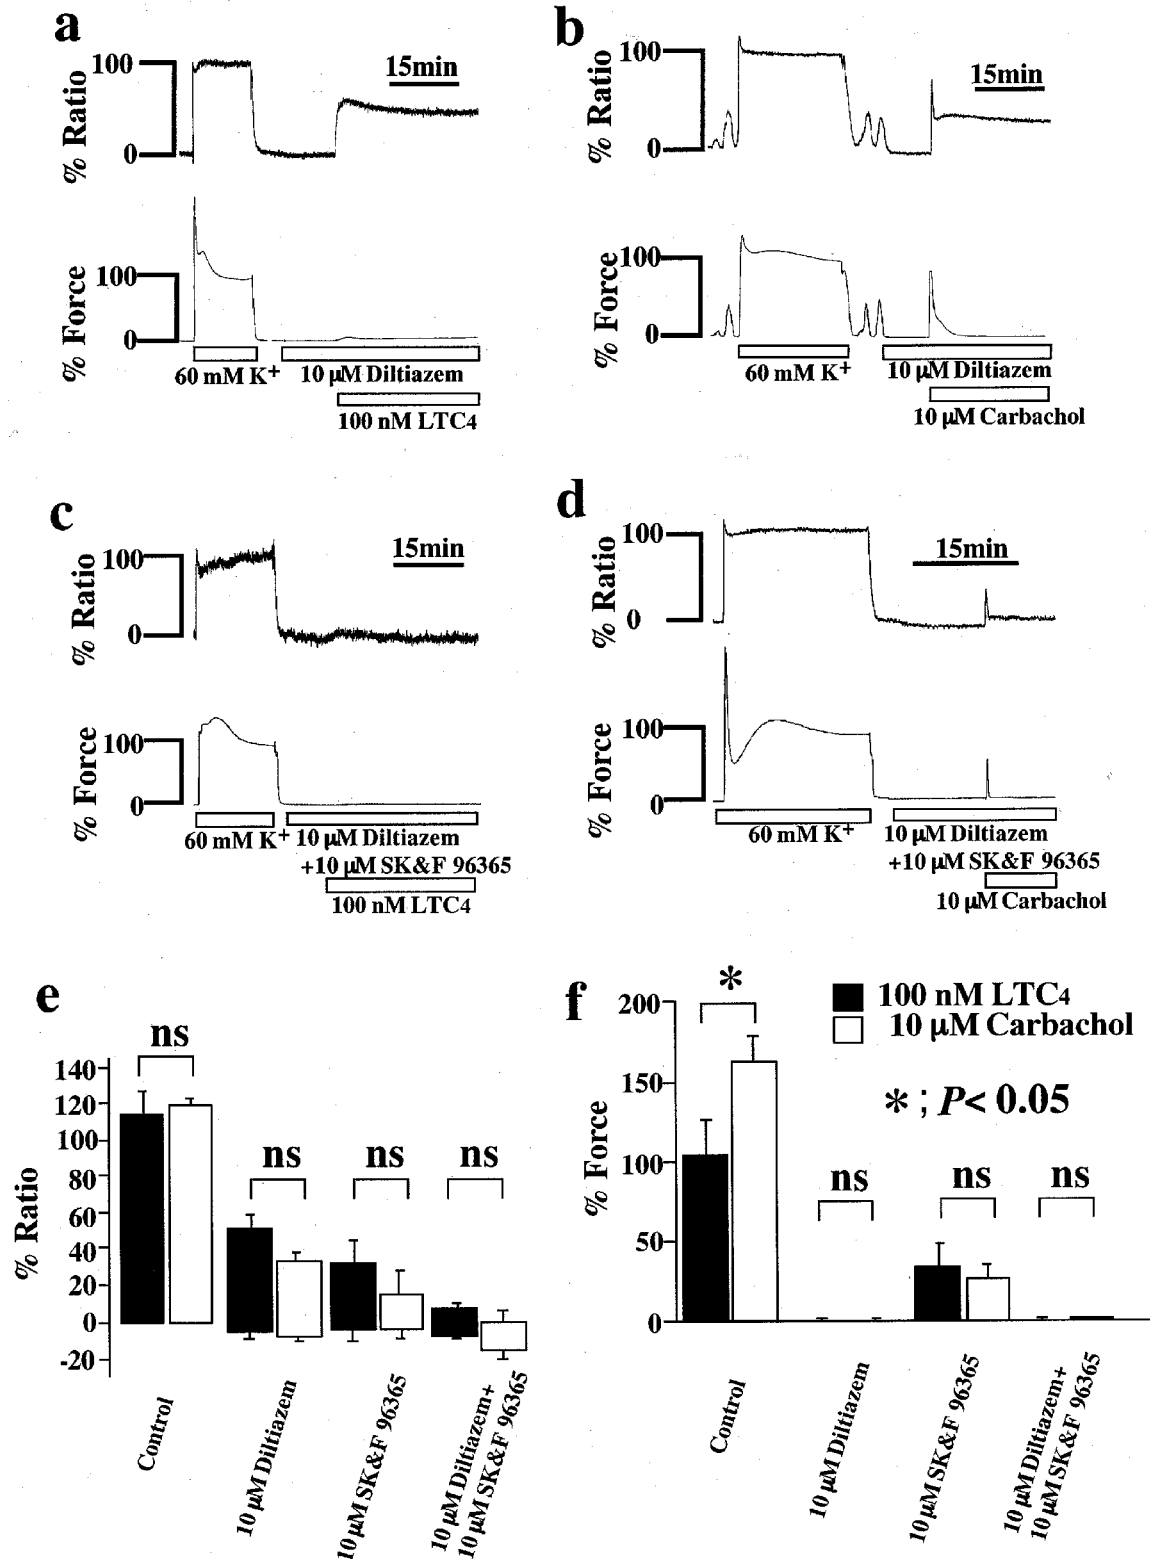 a
% Ratio
100
0
15min
% Force
100
0
60 mM K+
10 μM Diltiazem
100 nM LTC4
b
% Ratio
100
0
15min
% Force
100
0
60 mM K+
10 μM Diltiazem
10 μM Carbachol
c
% Ratio
100
0
15min
% Force
100
0
60 mM K+
10 μM Diltiazem
+10 μM SK&F 96365
100 nM LTC4
d
% Ratio
100
0
15min
% Force
100
0
60 mM K+
10 μM Diltiazem
+10 μM SK&F 96365
10 μM Carbachol
e
% Ratio
140
120
100
80
60
40
20
0
-20
ns
ns
ns
ns
Control
10 μM Diltiazem
10 μM SK&F 96365
10 μM Diltiazem+
10 μM SK&F 96365
f
% Force
200
150
100
50
0
*
ns
ns
ns
100 nM LTC4
10 μM Carbachol
* ; P< 0.05
Control
10 μM Diltiazem
10 μM SK&F 96365
10 μM Diltiazem+
10 μM SK&F 96365